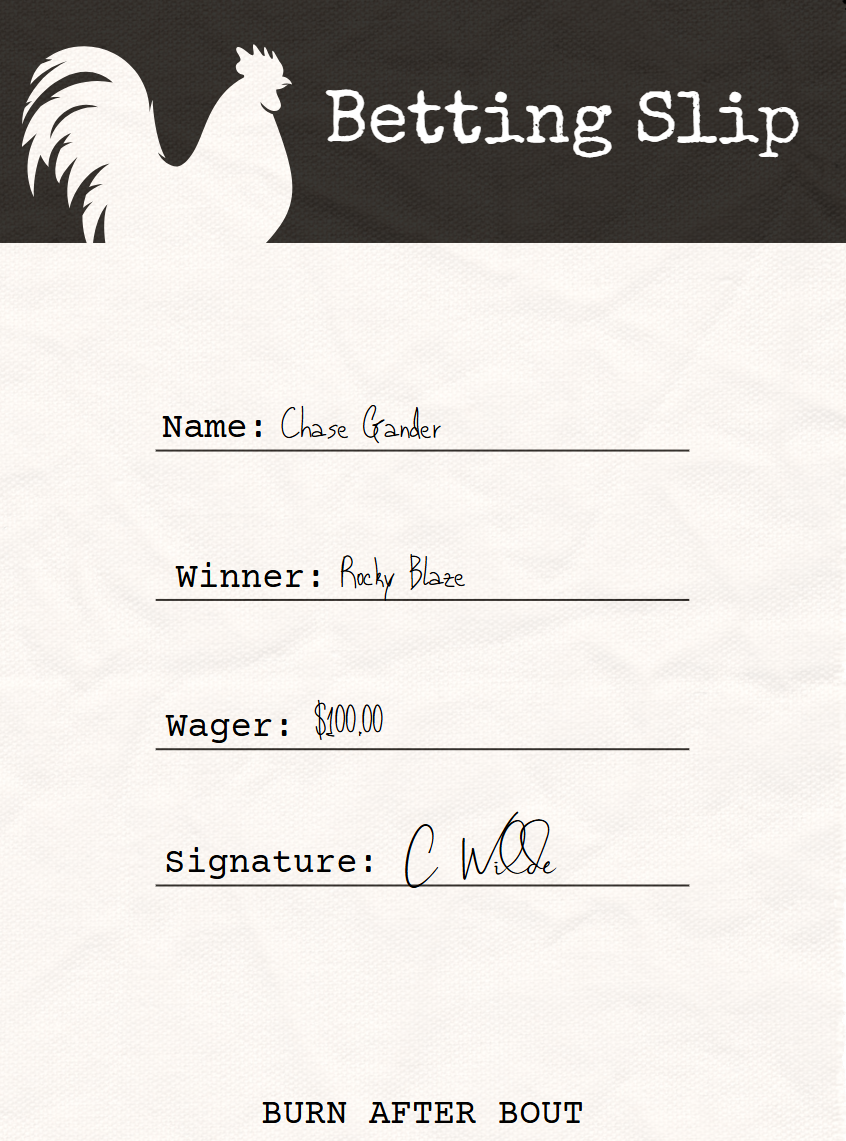 Betting Slip
Name: Chase Gander
Winner: Rocky Blaze
Wager: $100.00
Signature: C Wilde
BURN AFTER BOUT